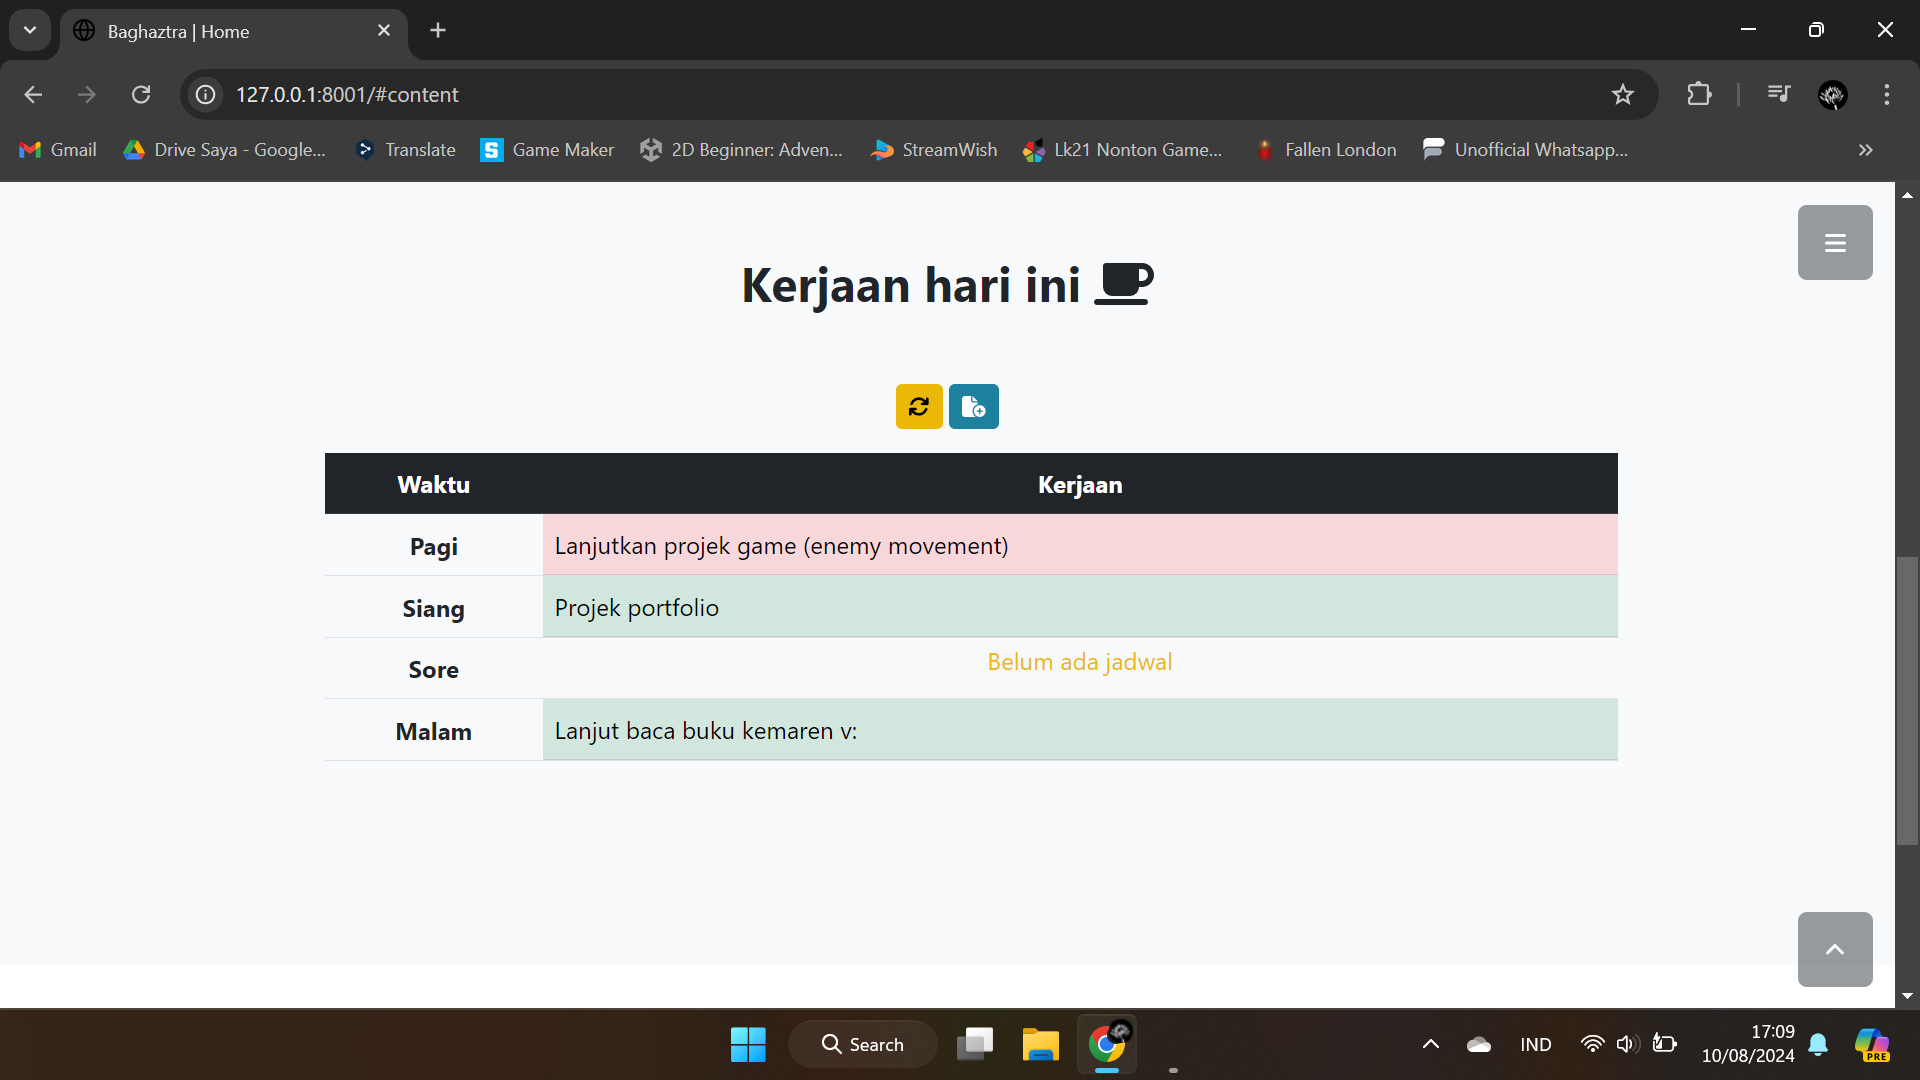 Baghaztra | Home
127.0.0.1:8001/#content
Gmail
Drive Saya - Google...
Translate
Game Maker
2D Beginner: Adven...
StreamWish
Lk21 Nonton Game...
Fallen London
Unofficial Whatsapp...
Kerjaan hari ini
Waktu Kerjaan
Pagi Lanjutkan projek game (enemy movement)
Siang Projek portfolio
Sore Belum ada jadwal
Malam Lanjut baca buku kemaren v:
Search
IND
17:09
10/08/2024
PRE